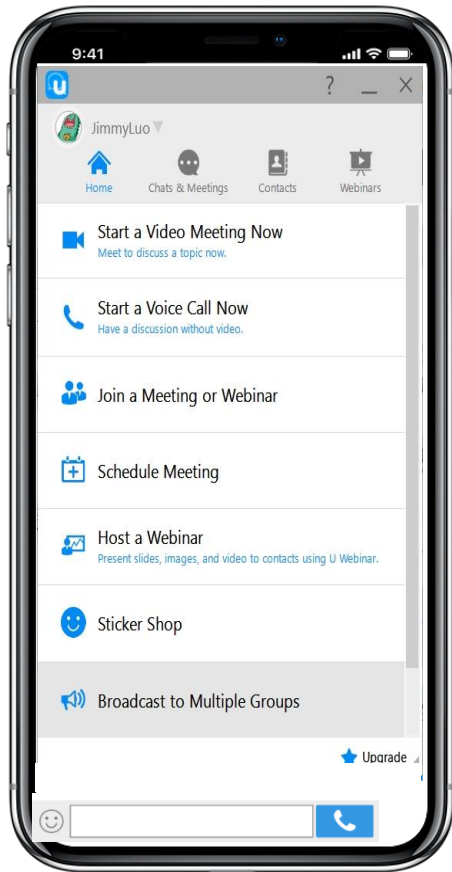 9:41
U
?
JimmyLuo
Home
Chats & Meetings
Contacts
Webinars
Start a Video Meeting Now
Meet to discuss a topic now.
Start a Voice Call Now
Have a discussion without video.
Join a Meeting or Webinar
Schedule Meeting
Host a Webinar
Present slides, images, and video to contacts using U Webinar.
Sticker Shop
Broadcast to Multiple Groups
Upgrade